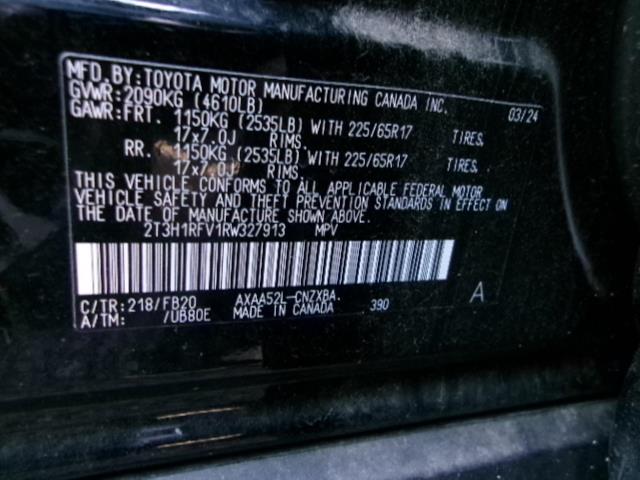 MFD.BY:TOYOTA MOTOR MANUFACTURING CANADA INC. 03/24
GVWR:2090KG (4610LB)
GAWR:FRT. 1150KG (2535LB) WITH 225/65R17 TIRES.
17x7.0J RIMS.
RR. 1150KG (2535LB) WITH 225/65R17 TIRES.
17x7.0J RIMS.
THIS VEHICLE CONFORMS TO ALL APPLICABLE FEDERAL MOTOR
VEHICLE SAFETY AND THEFT PREVENTION STANDARDS IN EFFECT ON
THE DATE OF MANUFACTURE SHOWN ABOVE.
2T3H1RFV1RW327913 MPV
A
C/TR:218/FB20 AXAA52L-CNZXBA. 390
A/TM: /UB80E MADE IN CANADA